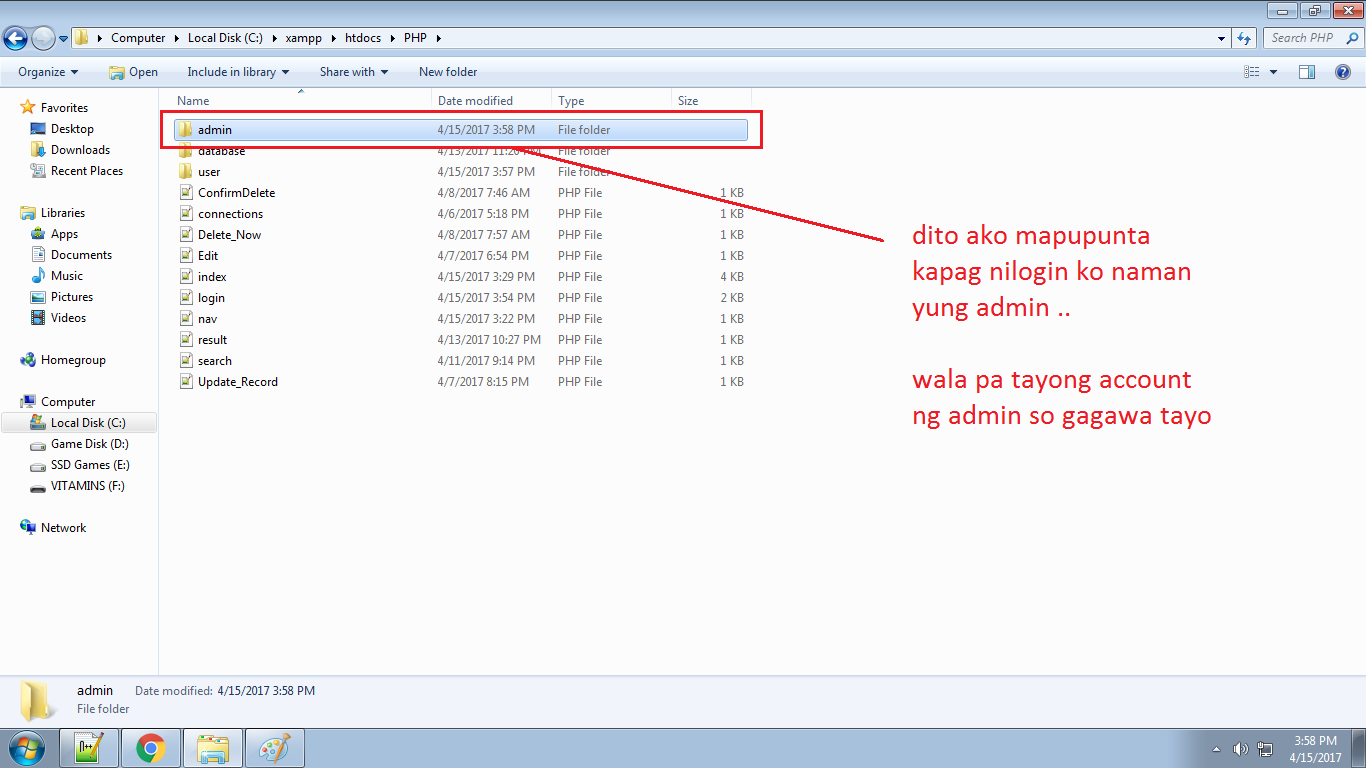 Computer
Local Disk (C:)
xampp
htdocs
PHP
Search PHP
Organize
Open
Include in library
Share with
New folder
Favorites
Desktop
Downloads
Recent Places
Libraries
Apps
Documents
Music
Pictures
Videos
Homegroup
Computer
Local Disk (C:)
Game Disk (D:)
SSD Games (E:)
VITAMINS (F:)
Network
Name Date modified Type Size
admin 4/15/2017 3:58 PM File folder
database 4/13/2017 11:20 PM File folder
user 4/15/2017 3:57 PM File folder
ConfirmDelete 4/8/2017 7:46 AM PHP File 1 KB
connections 4/6/2017 5:18 PM PHP File 1 KB
Delete_Now 4/8/2017 7:57 AM PHP File 1 KB
Edit 4/7/2017 6:54 PM PHP File 1 KB
index 4/15/2017 3:29 PM PHP File 4 KB
login 4/15/2017 3:54 PM PHP File 2 KB
nav 4/15/2017 3:22 PM PHP File 1 KB
result 4/13/2017 10:27 PM PHP File 1 KB
search 4/11/2017 9:14 PM PHP File 1 KB
Update_Record 4/7/2017 8:15 PM PHP File 1 KB
dito ako mapupunta
kapag nilogin ko naman
yung admin ..
wala pa tayong account
ng admin so gagawa tayo
admin Date modified: 4/15/2017 3:58 PM
File folder
3:58 PM
4/15/2017